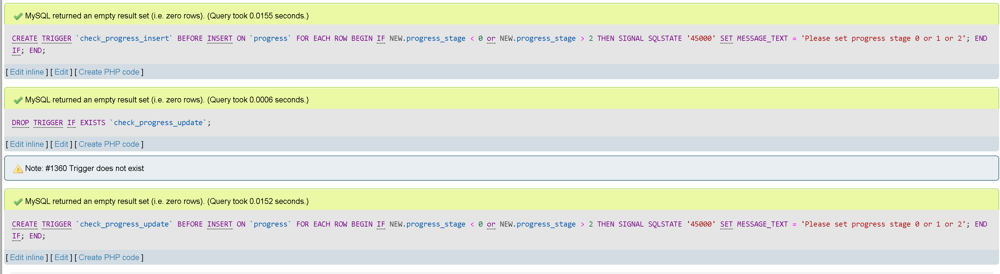 MySQL returned an empty result set (i.e. zero rows). (Query took 0.0155 seconds.)
CREATE TRIGGER `check_progress_insert` BEFORE INSERT ON `progress` FOR EACH ROW BEGIN IF NEW.progress_stage < 0 or NEW.progress_stage > 2 THEN SIGNAL SQLSTATE '45000' SET MESSAGE_TEXT = 'Please set progress stage 0 or 1 or 2'; END
IF; END;
[ Edit inline ] [ Edit ] [ Create PHP code ]
MySQL returned an empty result set (i.e. zero rows). (Query took 0.0006 seconds.)
DROP TRIGGER IF EXISTS `check_progress_update`;
[ Edit inline ] [ Edit ] [ Create PHP code ]
Note: #1360 Trigger does not exist
MySQL returned an empty result set (i.e. zero rows). (Query took 0.0152 seconds.)
CREATE TRIGGER `check_progress_update` BEFORE INSERT ON `progress` FOR EACH ROW BEGIN IF NEW.progress_stage < 0 or NEW.progress_stage > 2 THEN SIGNAL SQLSTATE '45000' SET MESSAGE_TEXT = 'Please set progress stage 0 or 1 or 2'; END
IF; END;
[ Edit inline ] [ Edit ] [ Create PHP code ]